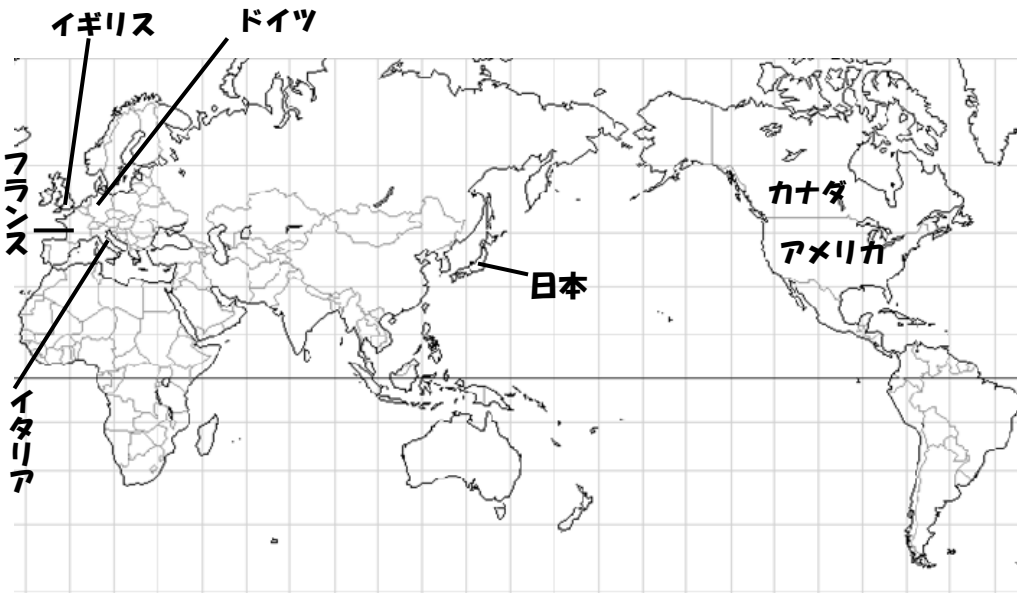 イギリス
ドイツ
フランス
カナダ
アメリカ
日本
イタリア